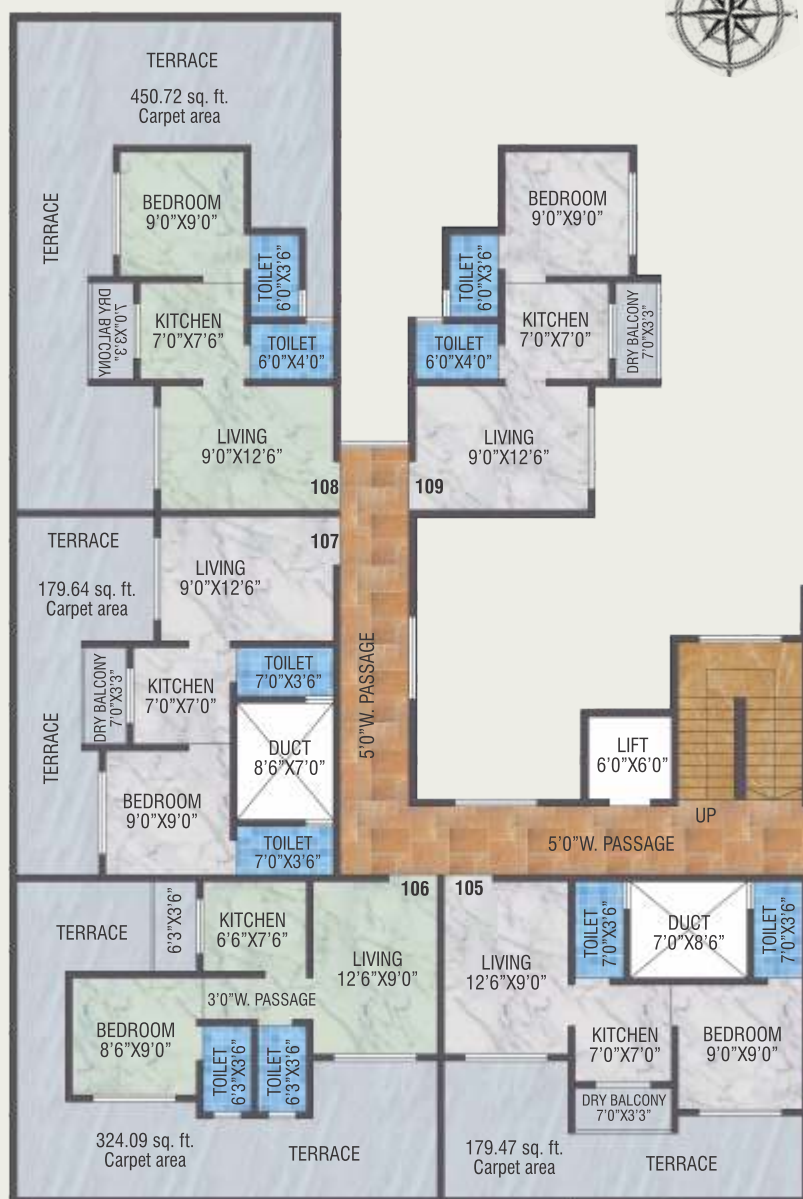 TERRACE
450.72 sq. ft.
Carpet area
TERRACE
BEDROOM
9'0"X9'0"
TOILET
6'0"X3'6"
DRY BALCONY
7'0"X3'3"
KITCHEN
7'0"X7'6"
TOILET
6'0"X4'0"
LIVING
9'0"X12'6"
108
BEDROOM
9'0"X9'0"
TOILET
6'0"X3'6"
KITCHEN
7'0"X7'0"
DRY BALCONY
7'0"X3'3"
TOILET
6'0"X4'0"
LIVING
9'0"X12'6"
109
TERRACE
179.64 sq. ft.
Carpet area
107
LIVING
9'0"X12'6"
TERRACE
DRY BALCONY
7'0"X3'3"
KITCHEN
7'0"X7'0"
TOILET
7'0"X3'6"
DUCT
8'6"X7'0"
BEDROOM
9'0"X9'0"
TOILET
7'0"X3'6"
5'0"W. PASSAGE
LIFT
6'0"X6'0"
UP
5'0"W. PASSAGE
106
105
TERRACE
6'3"X3'6"
KITCHEN
6'6"X7'6"
LIVING
12'6"X9'0"
3'0"W. PASSAGE
BEDROOM
8'6"X9'0"
TOILET
6'3"X3'6"
TOILET
6'3"X3'6"
324.09 sq. ft.
Carpet area
TERRACE
LIVING
12'6"X9'0"
TOILET
7'0"X3'6"
DUCT
7'0"X8'6"
TOILET
7'0"X3'6"
KITCHEN
7'0"X7'0"
BEDROOM
9'0"X9'0"
DRY BALCONY
7'0"X3'3"
179.47 sq. ft.
Carpet area
TERRACE